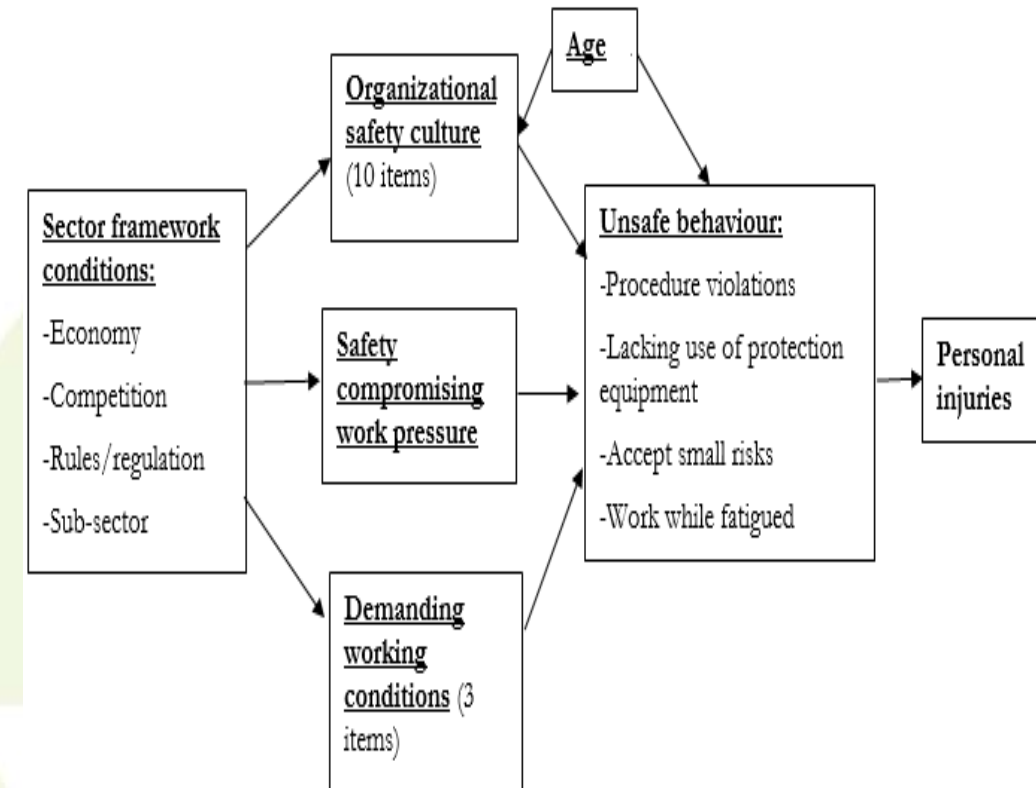 Age
Organizational
safety culture
(10 items)
Sector framework
conditions:
-Economy
-Competition
-Rules/regulation
-Sub-sector
Safety
compromising
work pressure
Demanding
working
conditions (3
items)
Unsafe behaviour:
-Procedure violations
-Lacking use of protection
equipment
-Accept small risks
-Work while fatigued
Personal
injuries